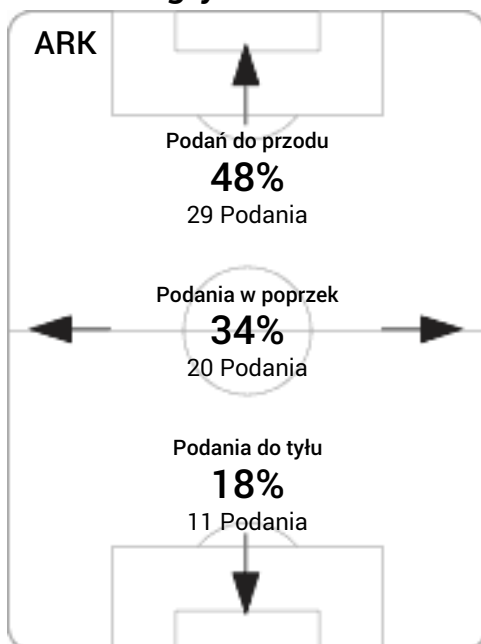 ARK
Podań do przodu
48%
29 Podania
Podania w poprzek
34%
20 Podania
Podania do tyłu
18%
11 Podania